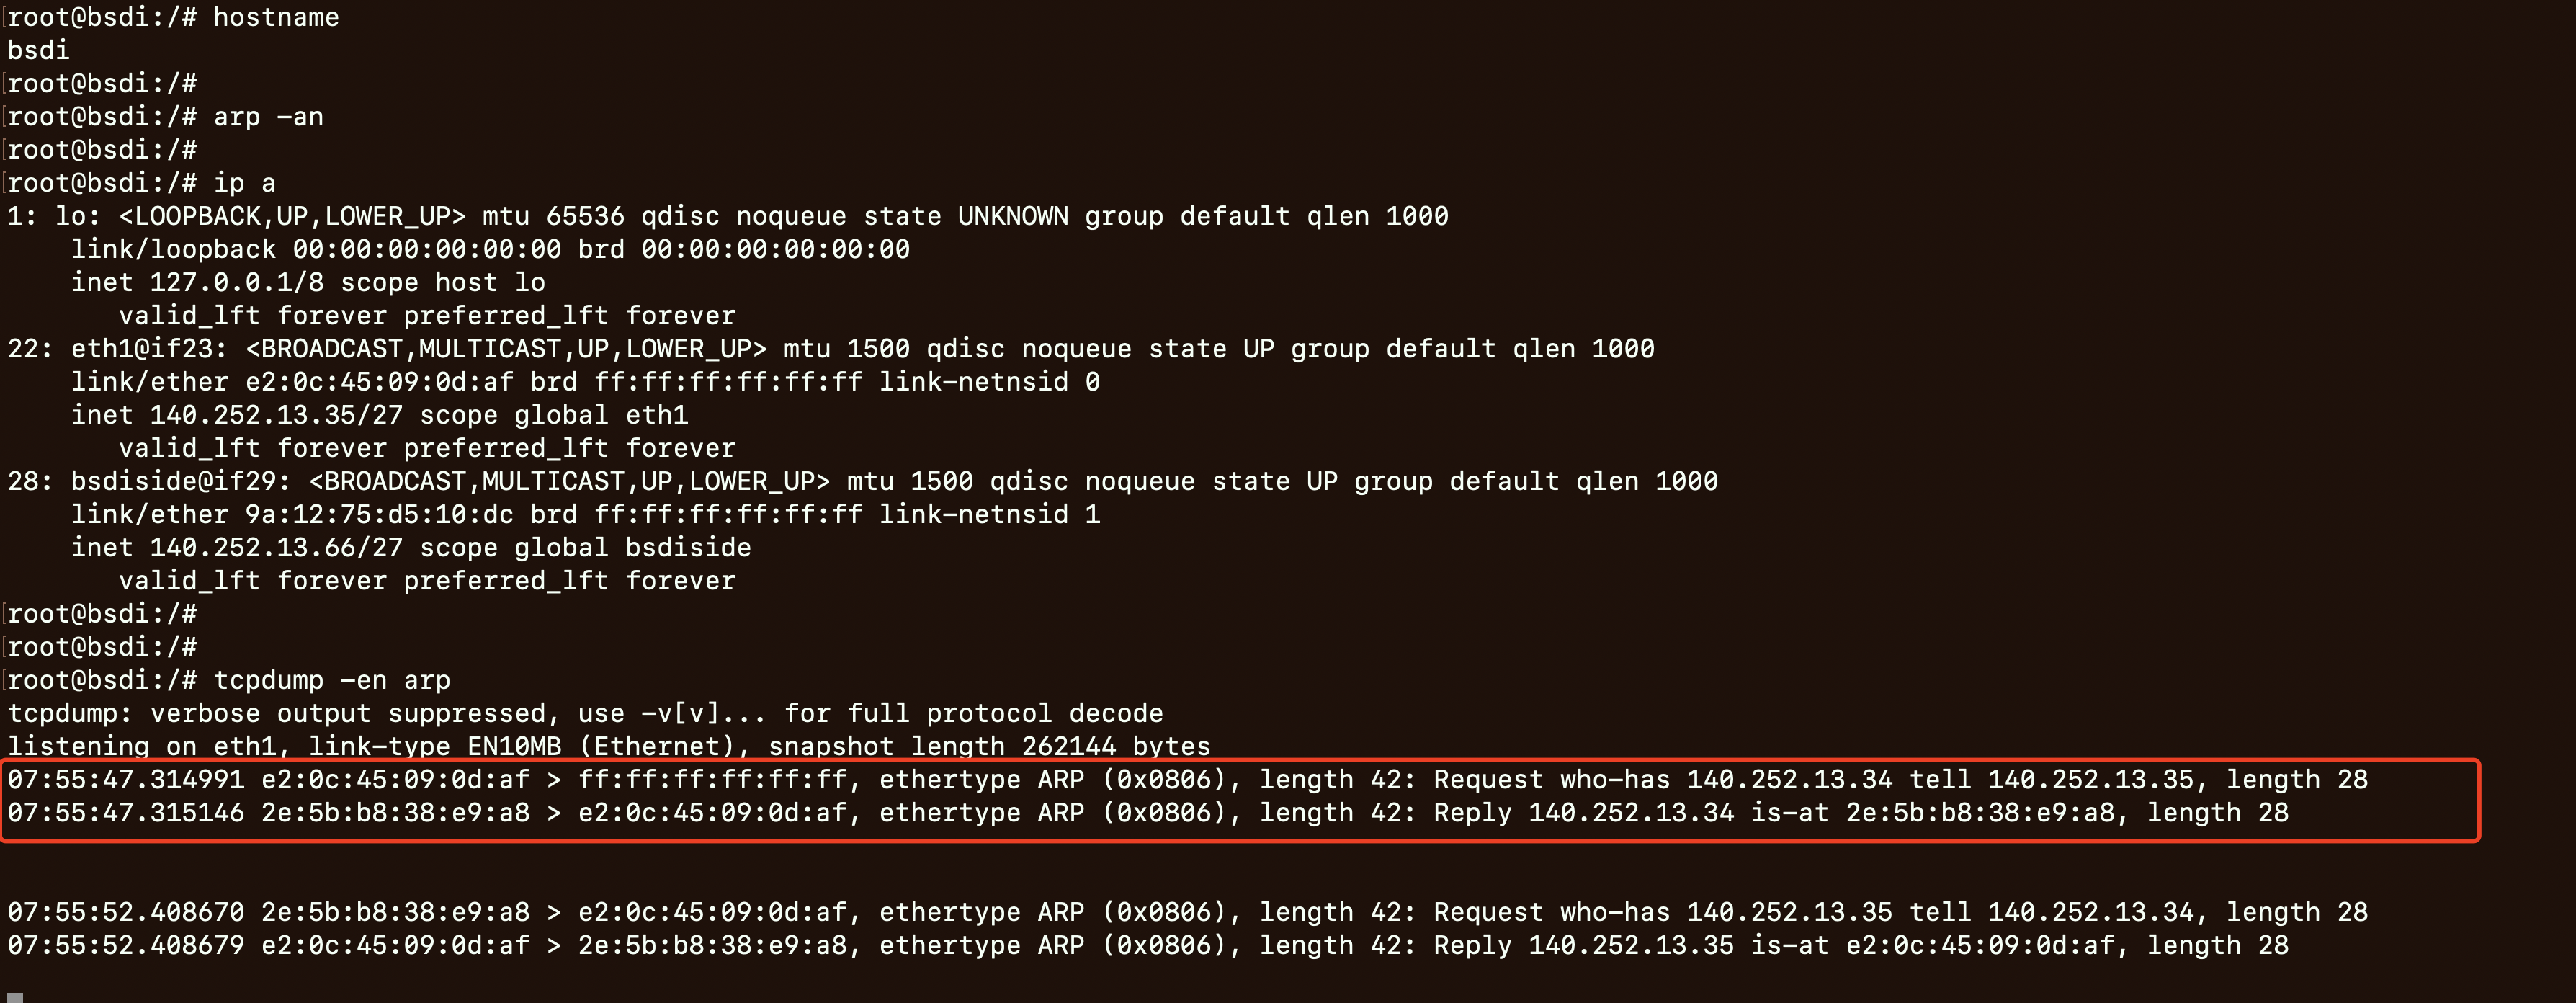 [root@bsdi:/# hostname
bsdi
[root@bsdi:/#
[root@bsdi:/# arp -an
[root@bsdi:/#
[root@bsdi:/# ip a
1: lo: <LOOPBACK,UP,LOWER_UP> mtu 65536 qdisc noqueue state UNKNOWN group default qlen 1000
    link/loopback 00:00:00:00:00:00 brd 00:00:00:00:00:00
    inet 127.0.0.1/8 scope host lo
       valid_lft forever preferred_lft forever
22: eth1@if23: <BROADCAST,MULTICAST,UP,LOWER_UP> mtu 1500 qdisc noqueue state UP group default qlen 1000
    link/ether e2:0c:45:09:0d:af brd ff:ff:ff:ff:ff:ff link-netnsid 0
    inet 140.252.13.35/27 scope global eth1
       valid_lft forever preferred_lft forever
28: bsdiside@if29: <BROADCAST,MULTICAST,UP,LOWER_UP> mtu 1500 qdisc noqueue state UP group default qlen 1000
    link/ether 9a:12:75:d5:10:dc brd ff:ff:ff:ff:ff:ff link-netnsid 1
    inet 140.252.13.66/27 scope global bsdiside
       valid_lft forever preferred_lft forever
[root@bsdi:/#
[root@bsdi:/#
[root@bsdi:/# tcpdump -en arp
tcpdump: verbose output suppressed, use -v[v]... for full protocol decode
listening on eth1, link-type EN10MB (Ethernet), snapshot length 262144 bytes
07:55:47.314991 e2:0c:45:09:0d:af > ff:ff:ff:ff:ff:ff, ethertype ARP (0x0806), length 42: Request who-has 140.252.13.34 tell 140.252.13.35, length 28
07:55:47.315146 2e:5b:b8:38:e9:a8 > e2:0c:45:09:0d:af, ethertype ARP (0x0806), length 42: Reply 140.252.13.34 is-at 2e:5b:b8:38:e9:a8, length 28
07:55:52.408670 2e:5b:b8:38:e9:a8 > e2:0c:45:09:0d:af, ethertype ARP (0x0806), length 42: Request who-has 140.252.13.35 tell 140.252.13.34, length 28
07:55:52.408679 e2:0c:45:09:0d:af > 2e:5b:b8:38:e9:a8, ethertype ARP (0x0806), length 42: Reply 140.252.13.35 is-at e2:0c:45:09:0d:af, length 28